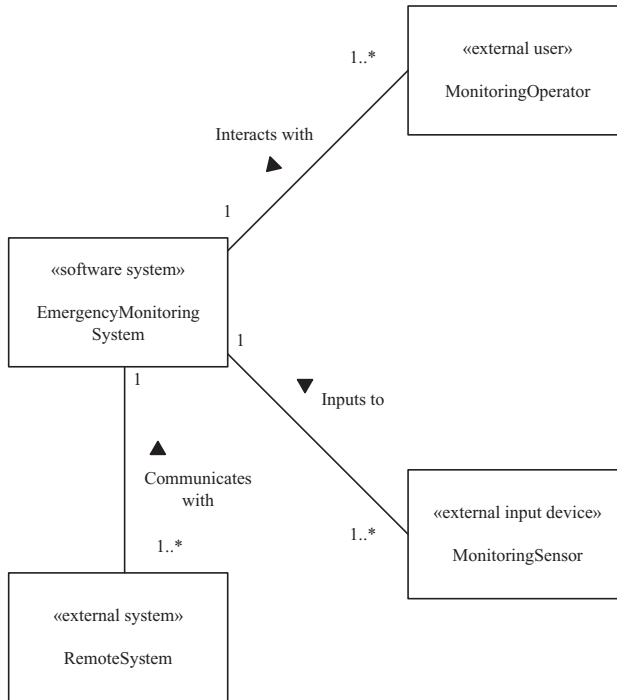 «external user»
1..*
MonitoringOperator
Interacts with
1
«software system»
EmergencyMonitoring
System
1
1
Inputs to
Communicates
with
«external input device»
1..*
MonitoringSensor
1..*
«external system»
RemoteSystem